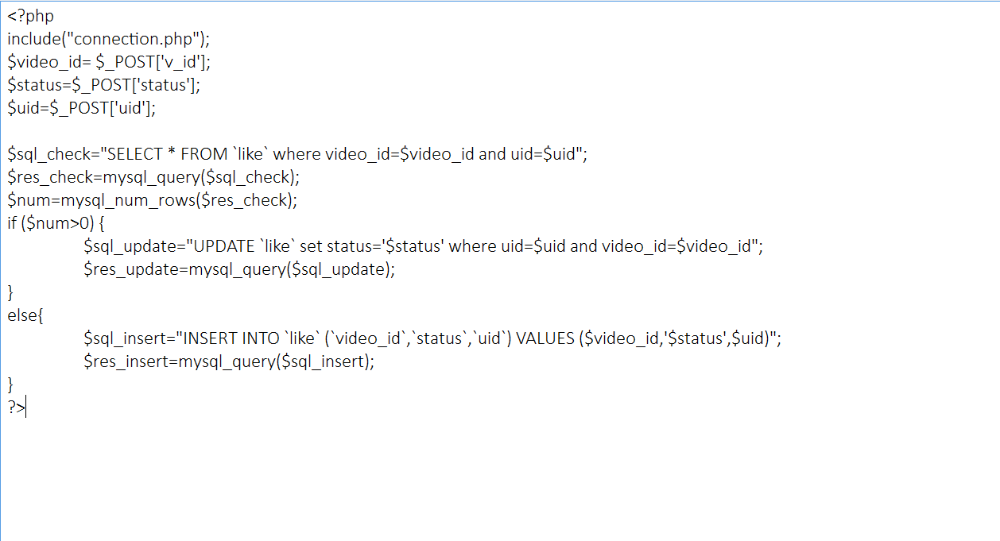 <?php
include("connection.php");
$video_id= $_POST['v_id'];
$status=$_POST['status'];
$uid=$_POST['uid'];

$sql_check="SELECT * FROM `like` where video_id=$video_id and uid=$uid";
$res_check=mysql_query($sql_check);
$num=mysql_num_rows($res_check);
if ($num>0) {
	$sql_update="UPDATE `like` set status='$status' where uid=$uid and video_id=$video_id";
	$res_update=mysql_query($sql_update);
}
else{
	$sql_insert="INSERT INTO `like` (`video_id`,`status`,`uid`) VALUES ($video_id,'$status',$uid)";
	$res_insert=mysql_query($sql_insert);
}
?>